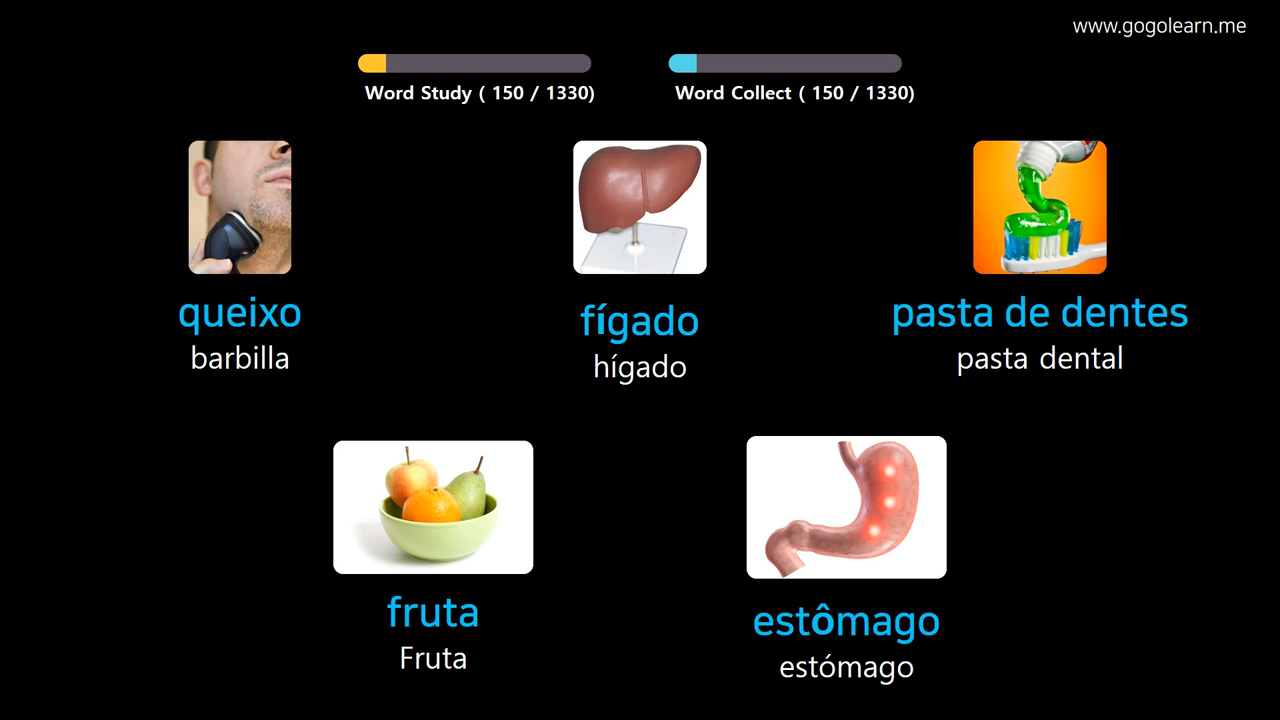 www.gogolearn.me
Word Study ( 150 / 1330)
Word Collect ( 150 / 1330)
queixo
barbilla
fígado
hígado
pasta de dentes
pasta dental
fruta
Fruta
estômago
estómago